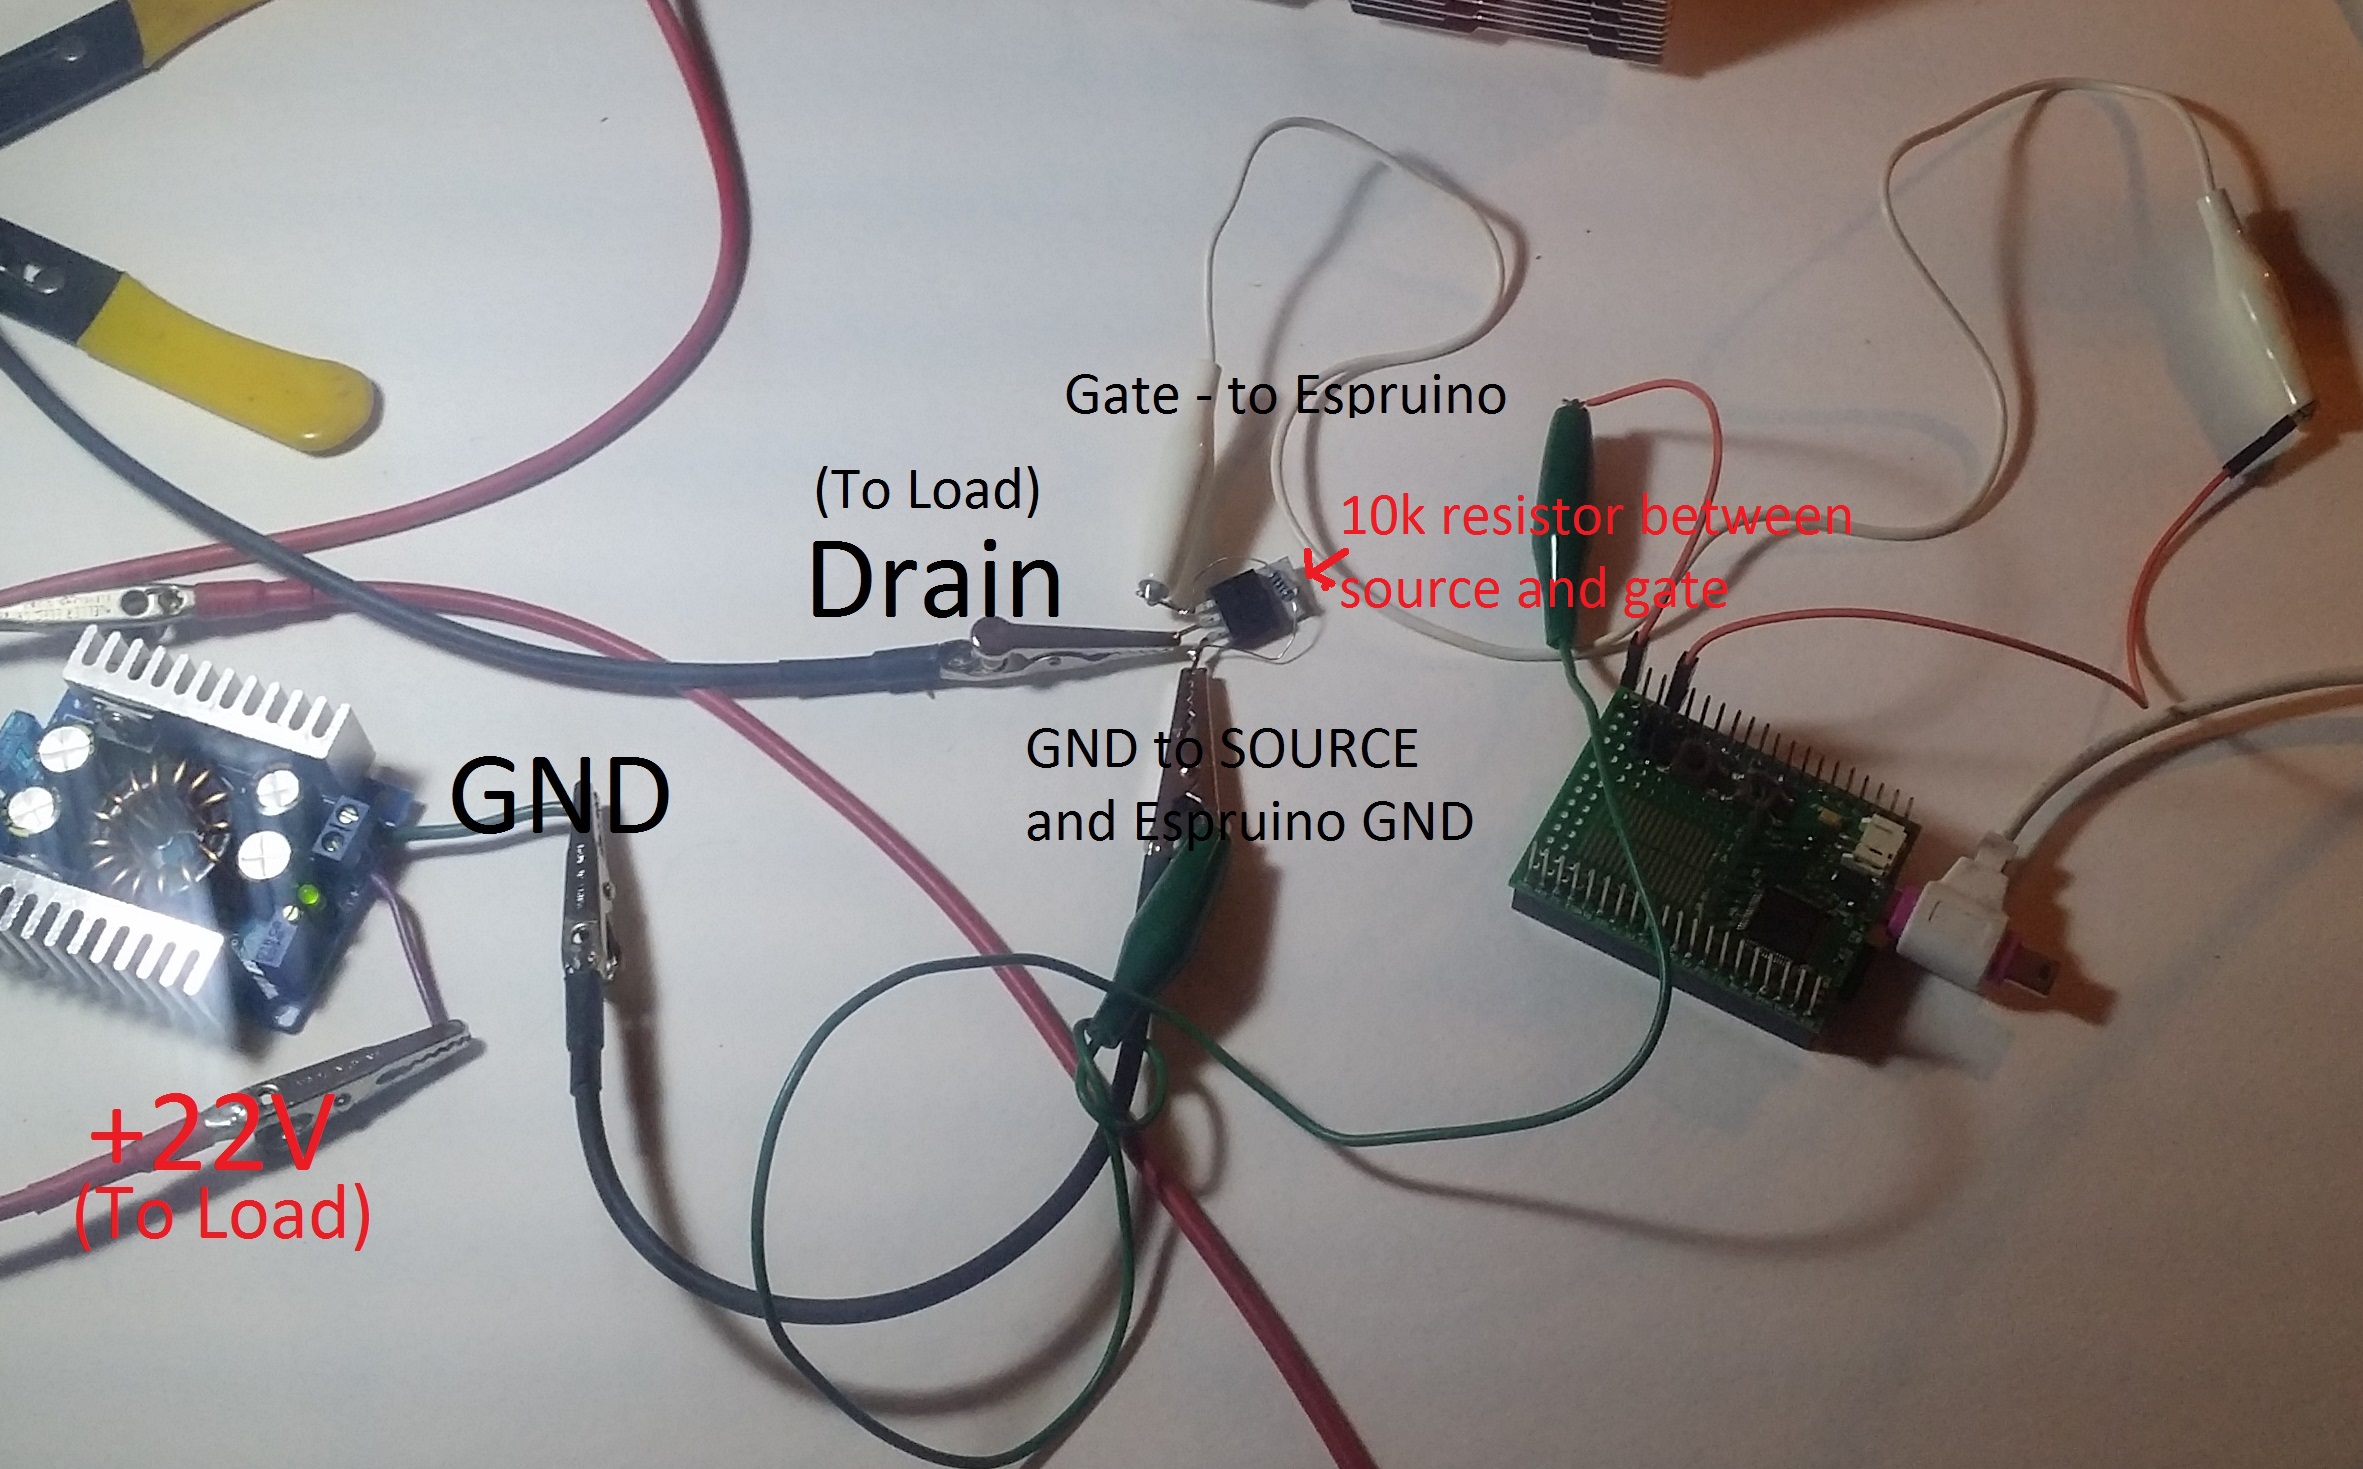 Gate - to Espruino
(To Load)
Drain
10k resistor between
source and gate
GND
GND to SOURCE
and Espruino GND
+22V
(To Load)